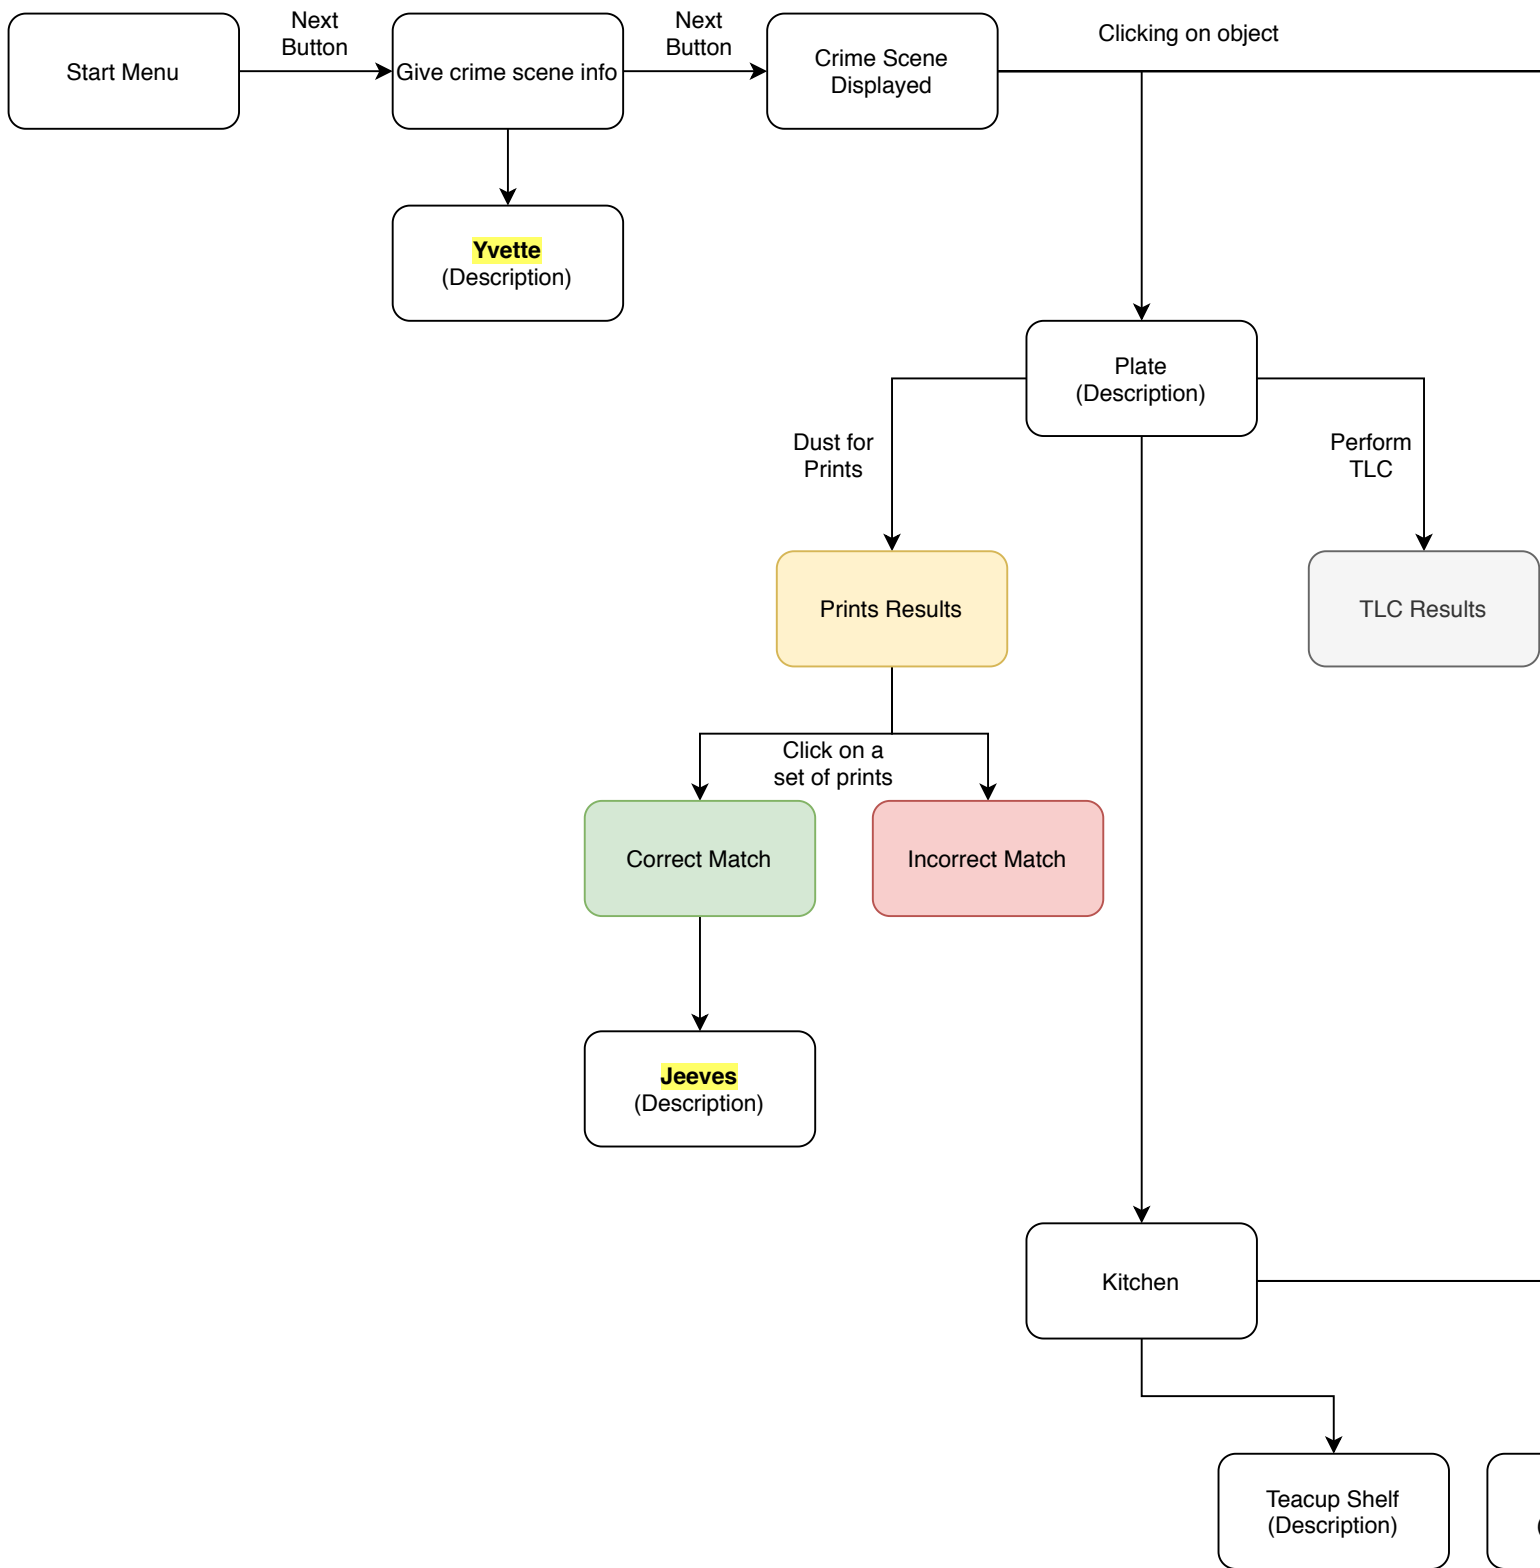 Start Menu
Next
Button
Give crime scene info
Next
Button
Crime Scene
Displayed
Clicking on object
Yvette
(Description)
Plate
(Description)
Dust for
Prints
Perform
TLC
Prints Results
TLC Results
Click on a
set of prints
Correct Match
Incorrect Match
Jeeves
(Description)
Kitchen
Teacup Shelf
(Description)
(